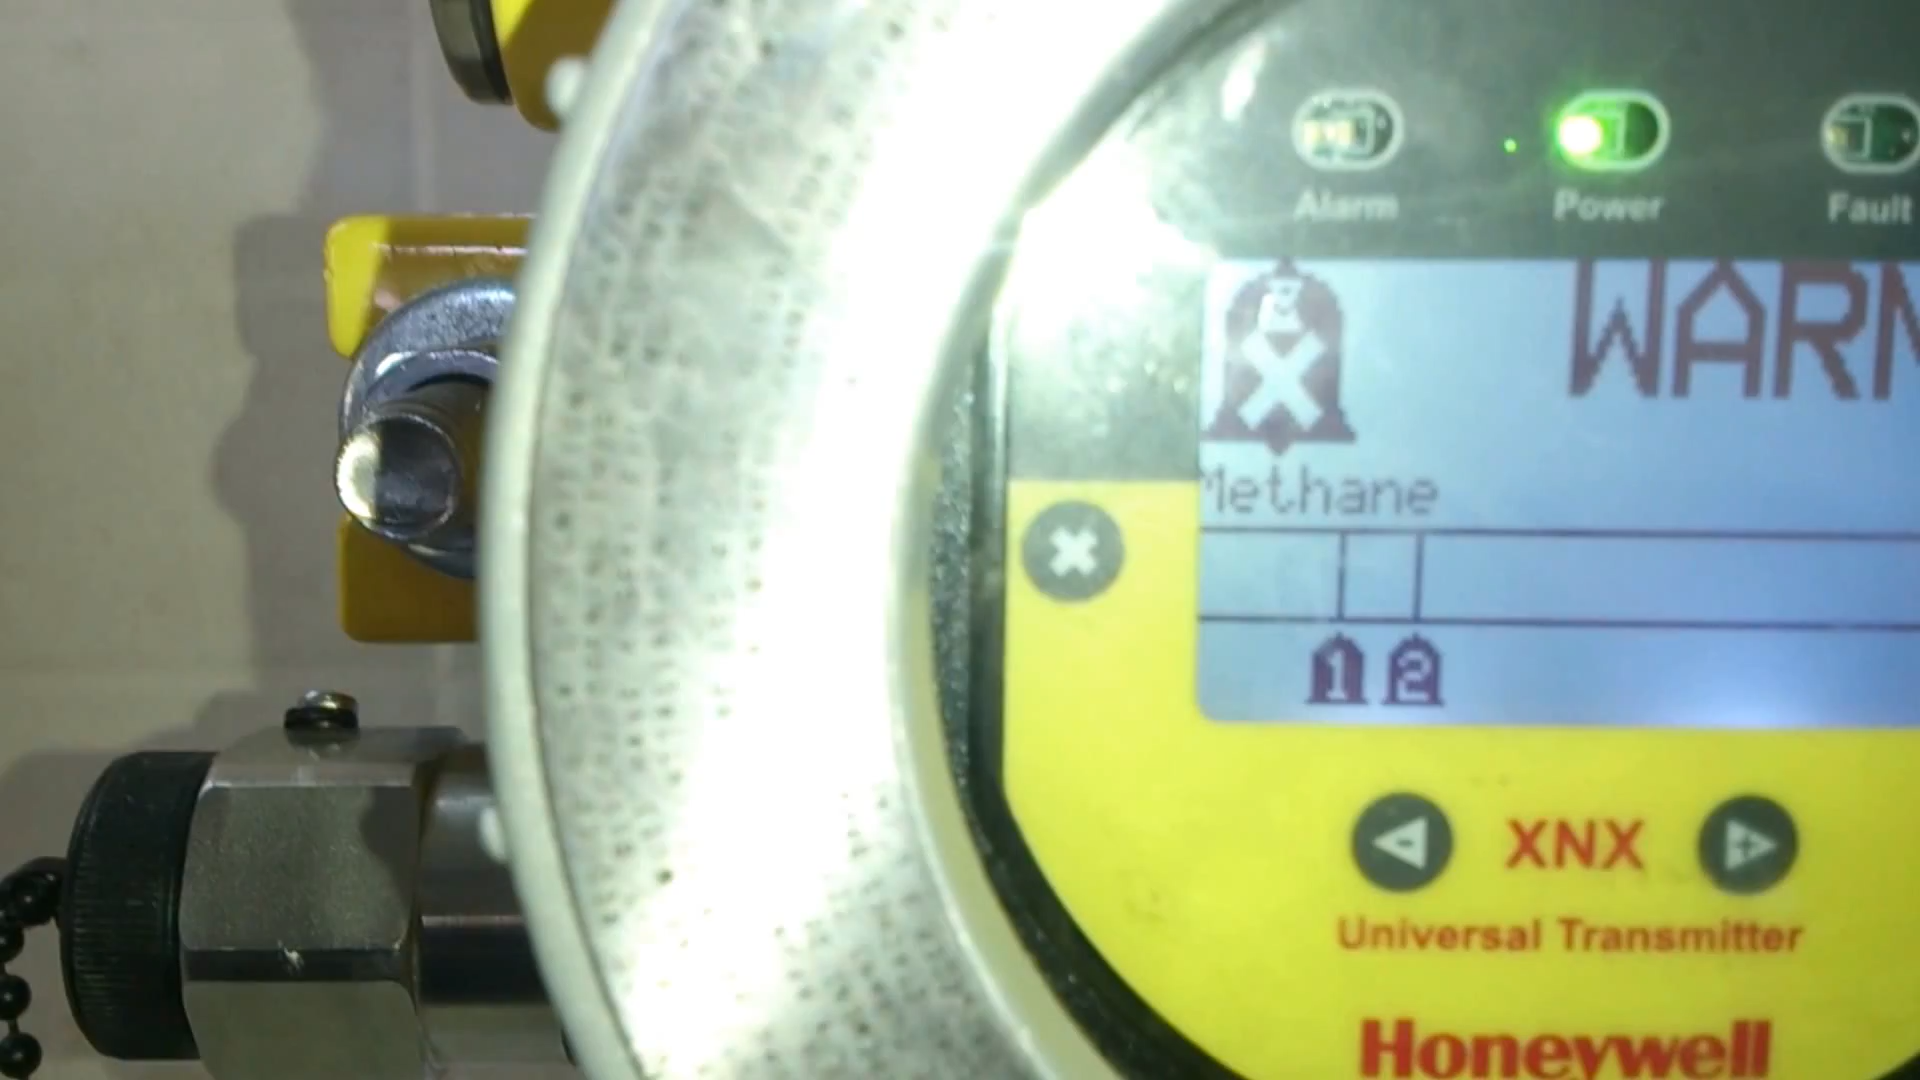 Alarm Power Fault
WARN
Methane
1 2
- XNX +
Universal Transmitter
Honeywell